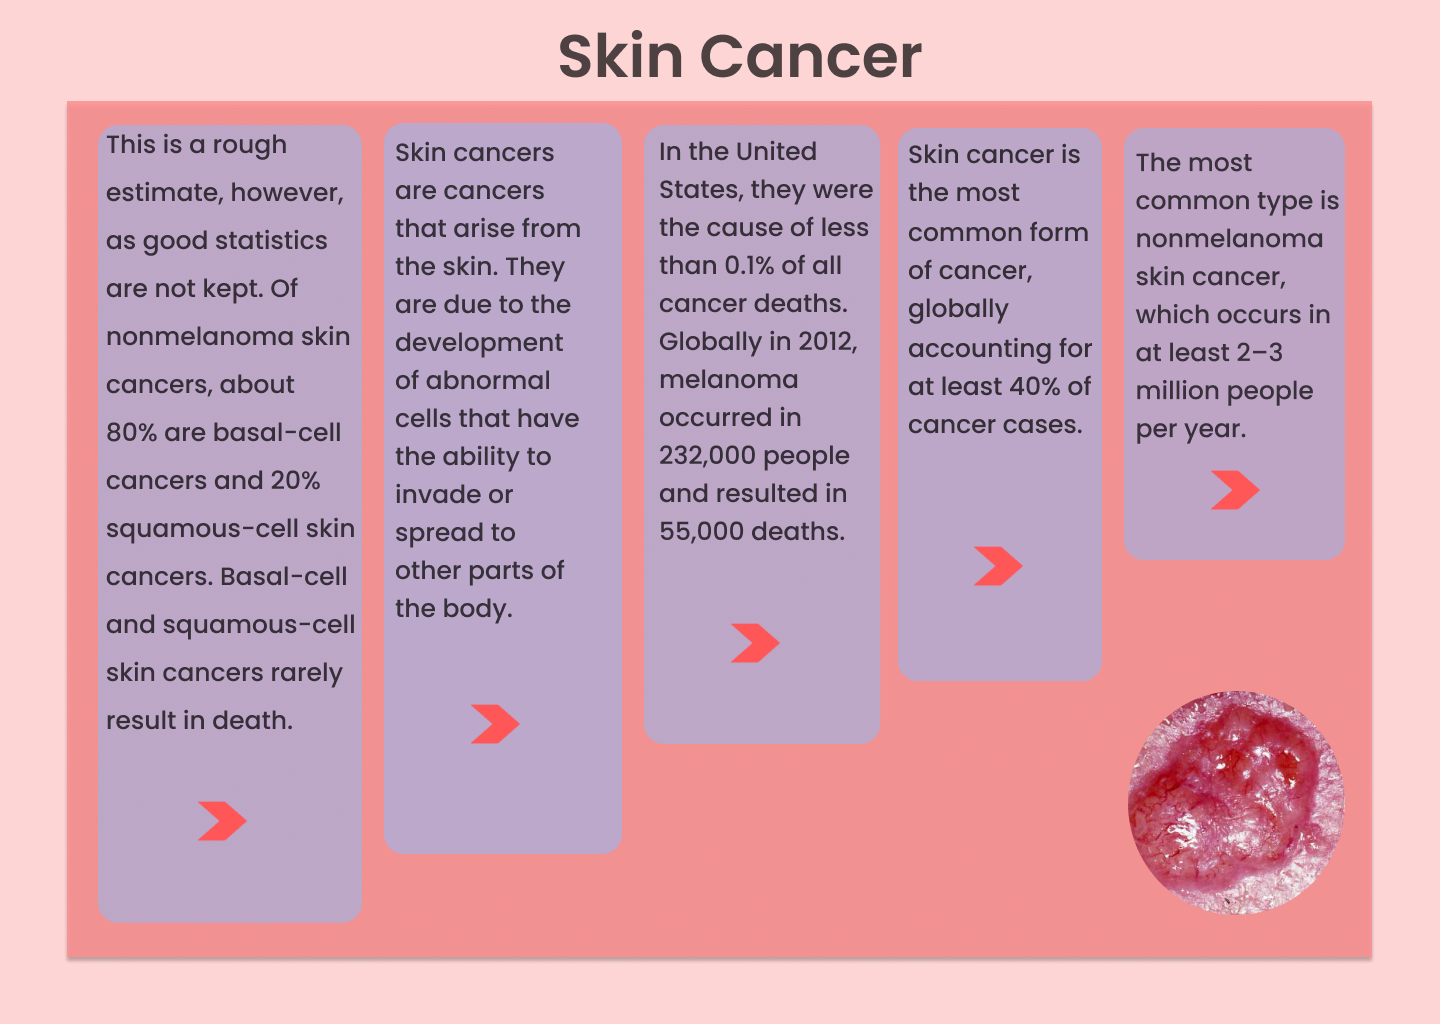 Skin Cancer
This is a rough
estimate, however,
as good statistics
are not kept. Of
nonmelanoma skin
cancers, about
80% are basal-cell
cancers and 20%
squamous-cell skin
cancers. Basal-cell
and squamous-cell
skin cancers rarely
result in death.
Skin cancers
are cancers
that arise from
the skin. They
are due to the
development
of abnormal
cells that have
the ability to
invade or
spread to
other parts of
the body.
In the United
States, they were
the cause of less
than 0.1% of all
cancer deaths.
Globally in 2012,
melanoma
occurred in
232,000 people
and resulted in
55,000 deaths.
Skin cancer is
the most
common form
of cancer,
globally
accounting for
at least 40% of
cancer cases.
The most
common type is
nonmelanoma
skin cancer,
which occurs in
at least 2–3
million people
per year.